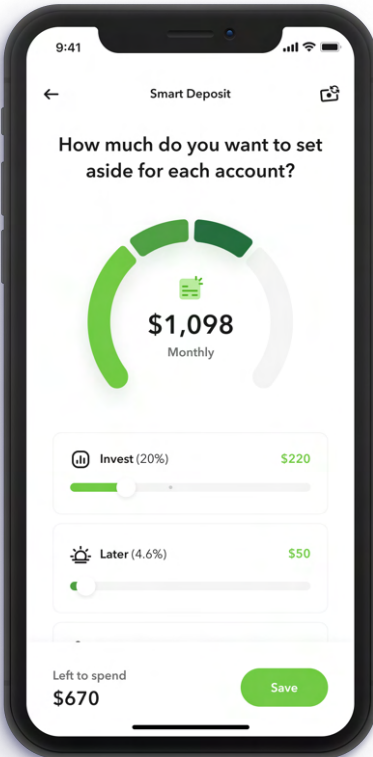 9:41
Smart Deposit
How much do you want to set
aside for each account?
$1,098
Monthly
Invest (20%) $220
Later (4.6%) $50
Left to spend
$670
Save